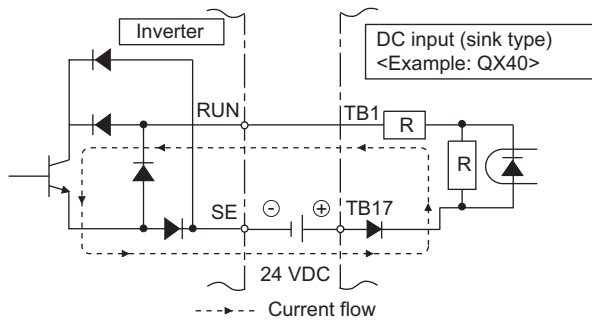 Inverter
DC input (sink type)
<Example: QX40>
RUN
TB1
R
R
SE
⊖
⊕
TB17
24 VDC
Current flow